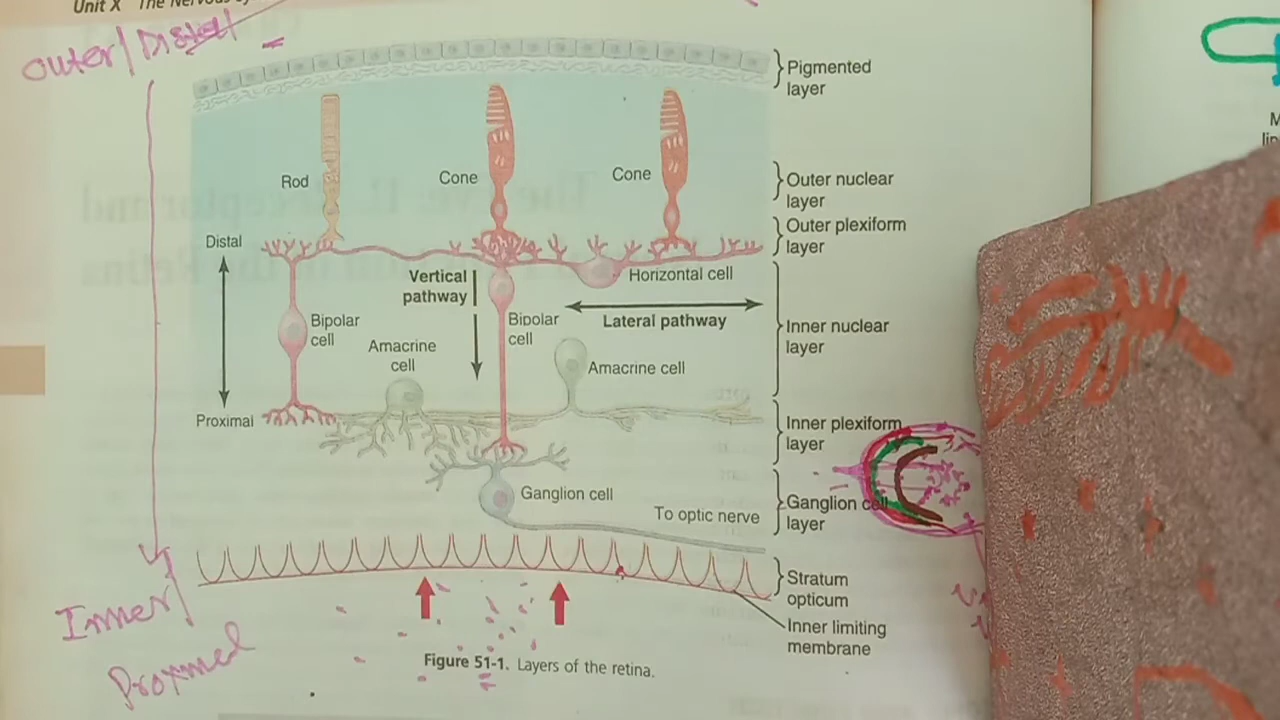 Unit X The Nervous Sy
Outer/Distal
Pigmented
layer
Rod
Cone
Cone
Outer nuclear
layer
Outer plexiform
layer
Distal
Vertical
pathway
Horizontal cell
Lateral pathway
Bipolar
cell
Bipolar
cell
Inner nuclear
layer
Amacrine
cell
Amacrine cell
Proximal
Inner plexiform
layer
Ganglion cell
To optic nerve
Ganglion cell
layer
Stratum
opticum
Inner limiting
membrane
Inner/
Figure 51-1. Layers of the retina.